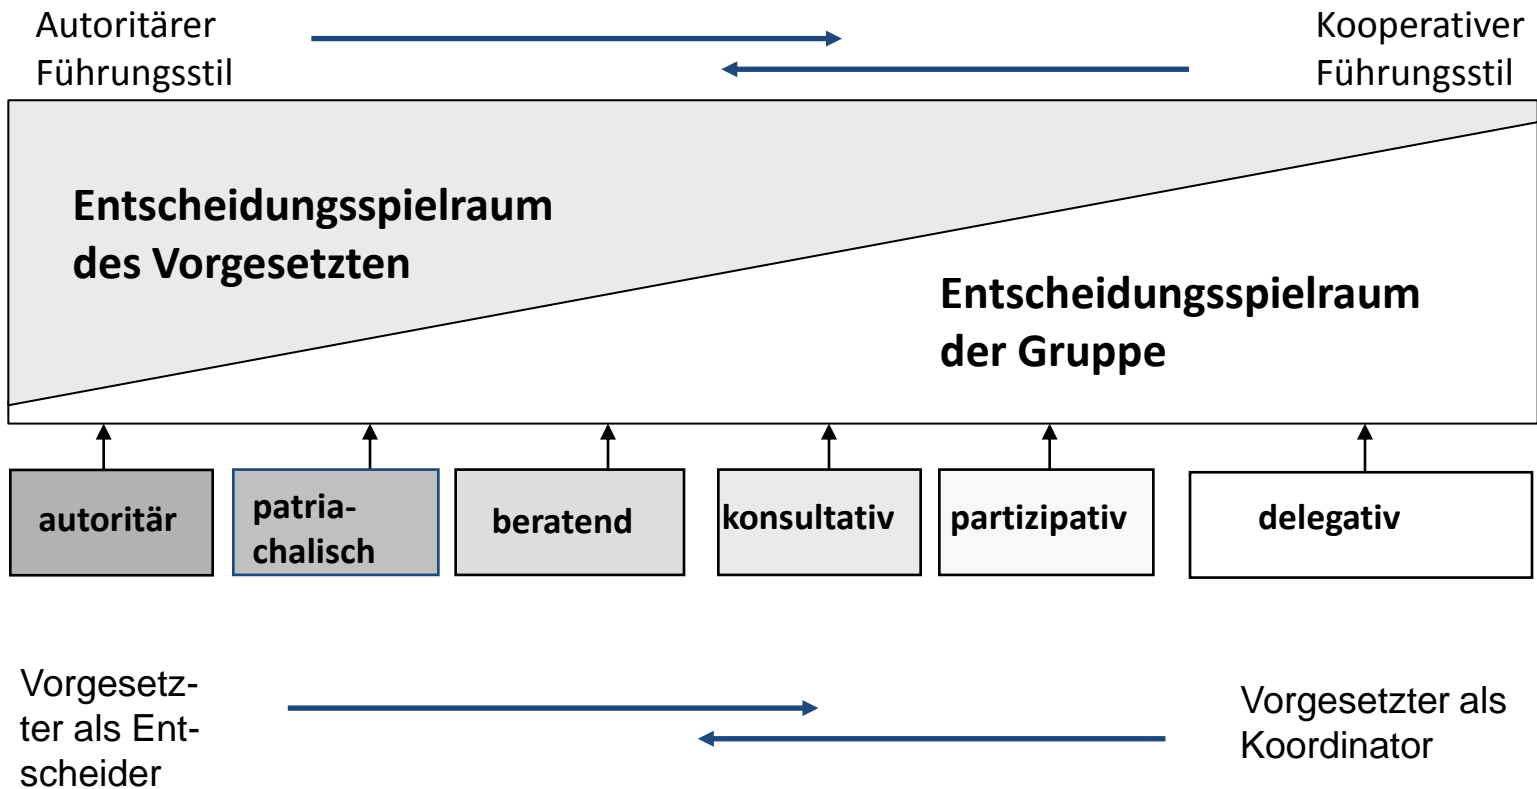 Autoritärer
Führungsstil
Kooperativer
Führungsstil
Entscheidungsspielraum
des Vorgesetzten
Entscheidungsspielraum
der Gruppe
autoritär
patria-
chalisch
beratend
konsultativ
partizipativ
delegativ
Vorgesetz-
ter als Ent-
scheider
Vorgesetzter als
Koordinator